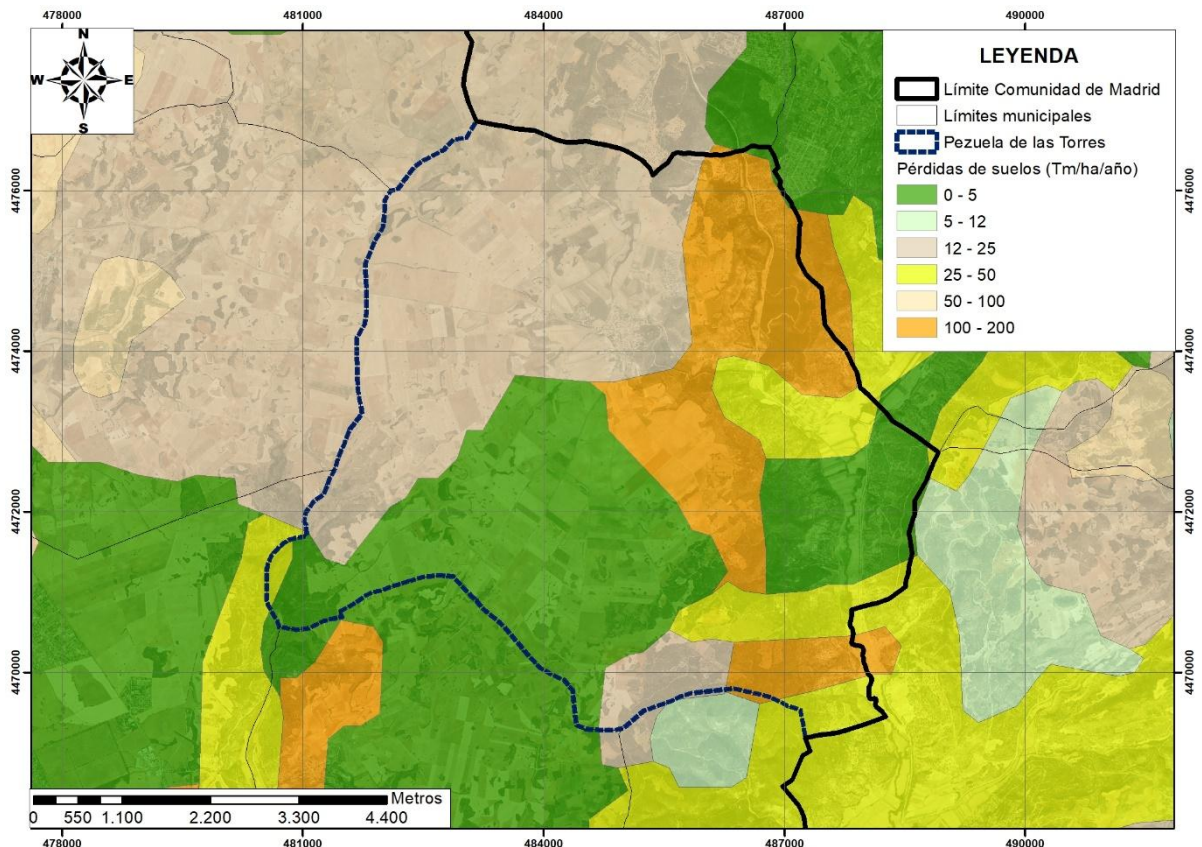 478000 481000 484000 487000 490000
N
W E
S
LEYENDA
Límite Comunidad de Madrid
Límites municipales
Pezuela de las Torres
Pérdidas de suelos (Tm/ha/año)
0 - 5
5 - 12
12 - 25
25 - 50
50 - 100
100 - 200
4476000 4476000
4474000 4474000
4472000 4472000
4470000 4470000
Metros
0 550 1.100 2.200 3.300 4.400
478000 481000 484000 487000 490000